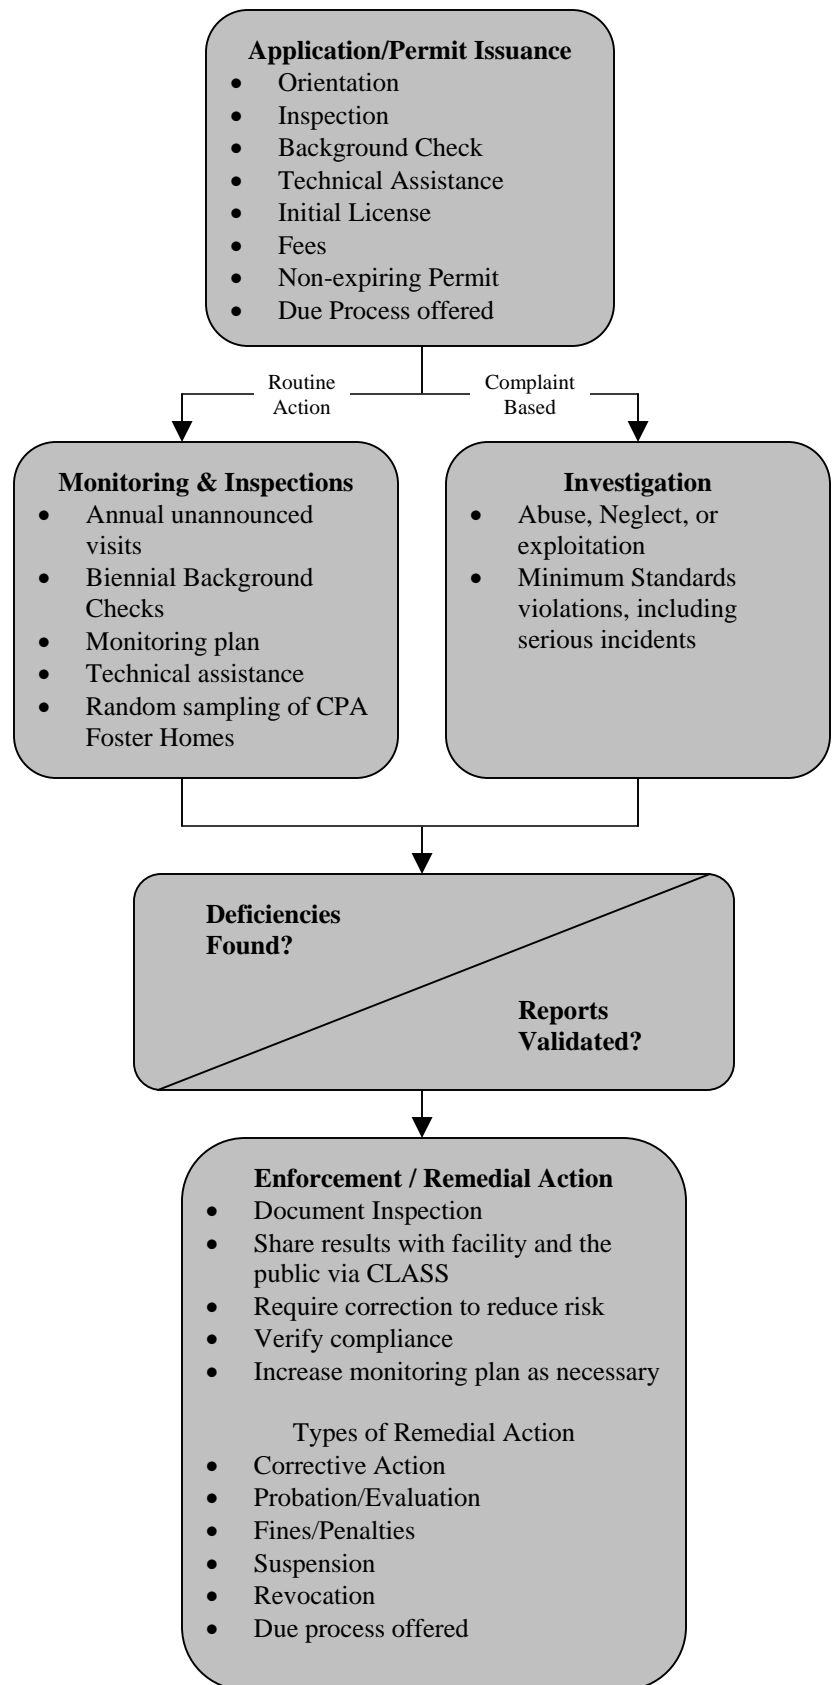 Application/Permit Issuance
• Orientation
• Inspection
• Background Check
• Technical Assistance
• Initial License
• Fees
• Non-expiring Permit
• Due Process offered
Routine
Action
Complaint
Based
Monitoring & Inspections
• Annual unannounced
visits
• Biennial Background
Checks
• Monitoring plan
• Technical assistance
• Random sampling of CPA
Foster Homes
Investigation
• Abuse, Neglect, or
exploitation
• Minimum Standards
violations, including
serious incidents
Deficiencies
Found?
Reports
Validated?
Enforcement / Remedial Action
• Document Inspection
• Share results with facility and the
public via CLASS
• Require correction to reduce risk
• Verify compliance
• Increase monitoring plan as necessary
Types of Remedial Action
• Corrective Action
• Probation/Evaluation
• Fines/Penalties
• Suspension
• Revocation
• Due process offered